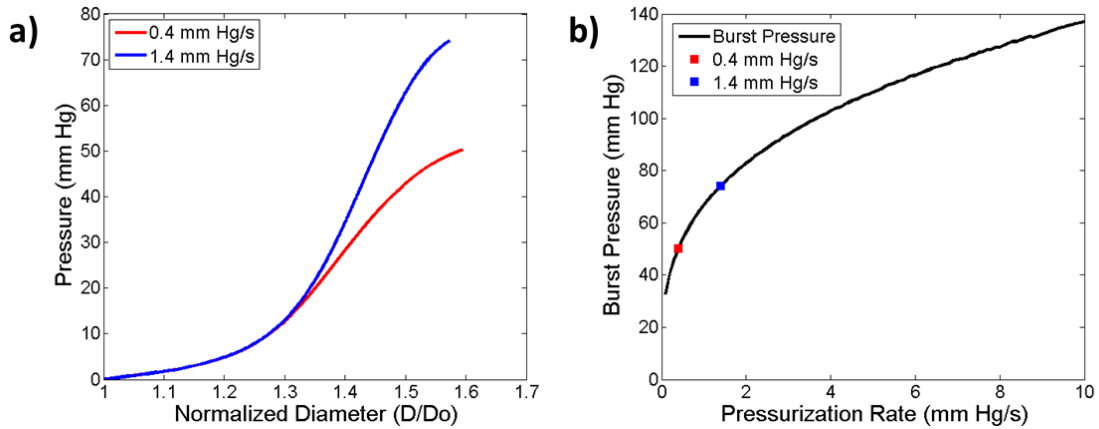 a)
0.4 mm Hg/s
1.4 mm Hg/s
Pressure (mm Hg)
80
70
60
50
40
30
20
10
0
1 1.1 1.2 1.3 1.4 1.5 1.6 1.7
Normalized Diameter (D/Do)
b)
Burst Pressure
0.4 mm Hg/s
1.4 mm Hg/s
Burst Pressure (mm Hg)
140
120
100
80
60
40
20
0
0 2 4 6 8 10
Pressurization Rate (mm Hg/s)